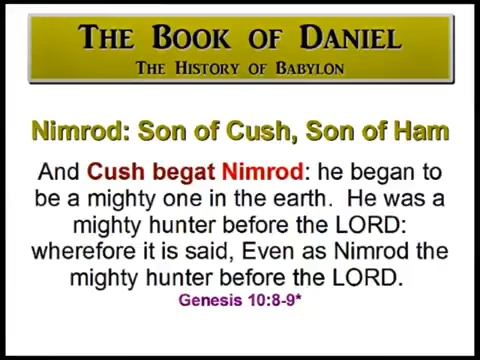 THE BOOK OF DANIEL
THE HISTORY OF BABYLON
Nimrod: Son of Cush, Son of Ham
And Cush begat Nimrod: he began to
be a mighty one in the earth. He was a
mighty hunter before the LORD:
wherefore it is said, Even as Nimrod the
mighty hunter before the LORD.
Genesis 10:8-9*